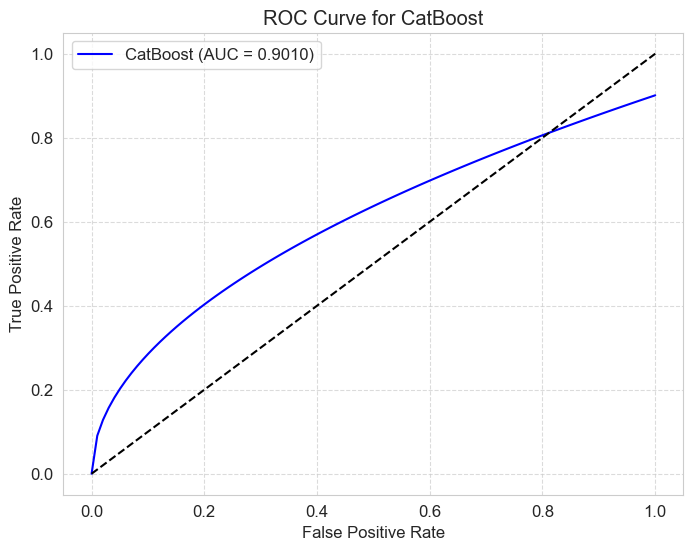 ROC Curve for CatBoost
CatBoost (AUC = 0.9010)
True Positive Rate
1.0
0.8
0.6
0.4
0.2
0.0
0.0 0.2 0.4 0.6 0.8 1.0
False Positive Rate